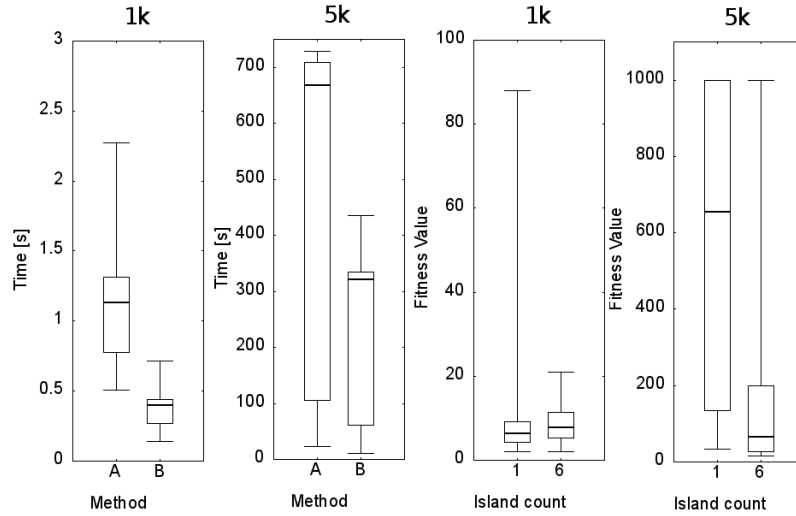 1k
5k
1k
5k
Time [s]
3
2.5
2
1.5
1
0.5
0
A B
Method
Time [s]
700
600
500
400
300
200
100
0
A B
Method
Fitness Value
100
80
60
40
20
0
1 6
Island count
Fitness Value
1000
800
600
400
200
0
1 6
Island count